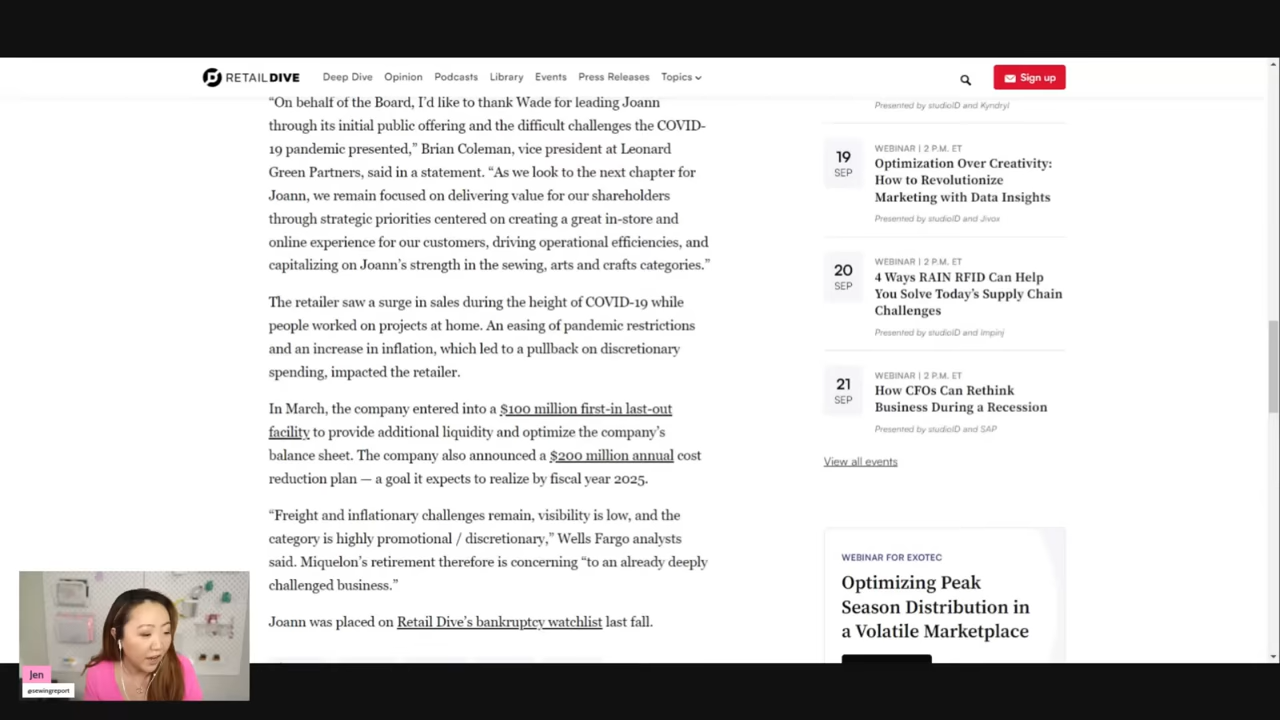 RETAILDIVE
Deep Dive
Opinion
Podcasts
Library
Events
Press Releases
Topics
Sign up
“On behalf of the Board, I’d like to thank Wade for leading Joann
through its initial public offering and the difficult challenges the COVID-
19 pandemic presented,” Brian Coleman, vice president at Leonard
Green Partners, said in a statement. “As we look to the next chapter for
Joann, we remain focused on delivering value for our shareholders
through strategic priorities centered on creating a great in-store and
online experience for our customers, driving operational efficiencies, and
capitalizing on Joann’s strength in the sewing, arts and crafts categories.”
The retailer saw a surge in sales during the height of COVID-19 while
people worked on projects at home. An easing of pandemic restrictions
and an increase in inflation, which led to a pullback on discretionary
spending, impacted the retailer.
In March, the company entered into a $100 million first-in last-out
facility to provide additional liquidity and optimize the company’s
balance sheet. The company also announced a $200 million annual cost
reduction plan — a goal it expects to realize by fiscal year 2025.
“Freight and inflationary challenges remain, visibility is low, and the
category is highly promotional / discretionary,” Wells Fargo analysts
said. Miquelon’s retirement therefore is concerning “to an already deeply
challenged business.”
Joann was placed on Retail Dive’s bankruptcy watchlist last fall.
Presented by studioID and Kyndryl
19
SEP
WEBINAR | 2 P.M. ET
Optimization Over Creativity:
How to Revolutionize
Marketing with Data Insights
Presented by studioID and Jivox
20
SEP
WEBINAR | 2 P.M. ET
4 Ways RAIN RFID Can Help
You Solve Today’s Supply Chain
Challenges
Presented by studioID and Impinj
21
SEP
WEBINAR | 2 P.M. ET
How CFOs Can Rethink
Business During a Recession
Presented by studioID and SAP
View all events
WEBINAR FOR EXOTEC
Optimizing Peak
Season Distribution in
a Volatile Marketplace
Jen
@sewingreport